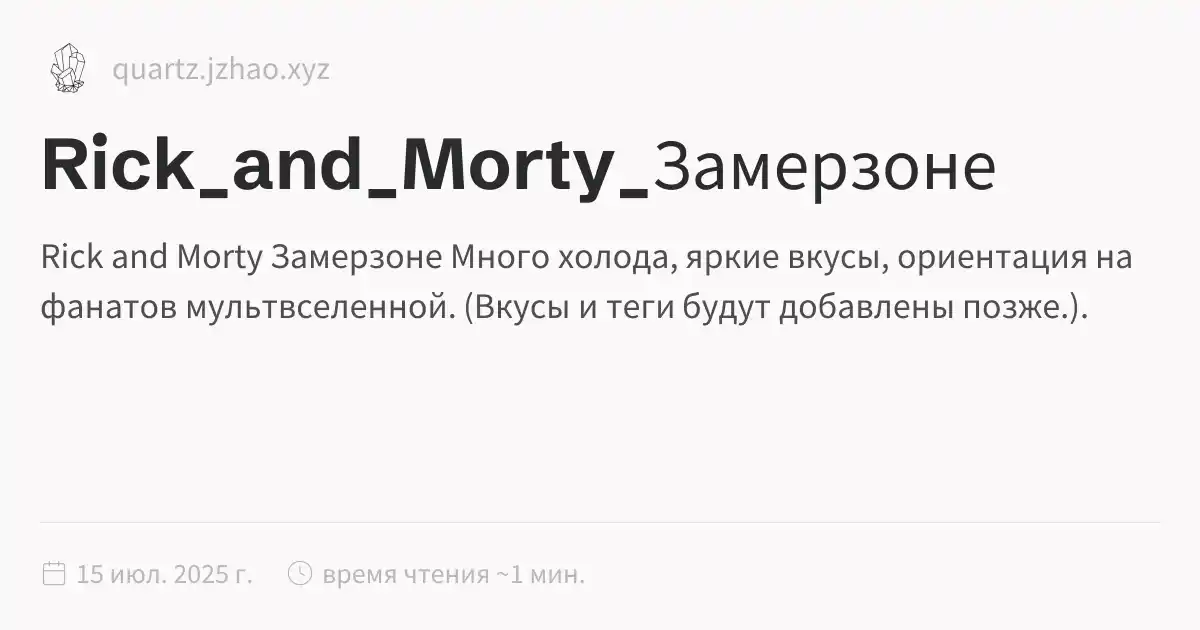 quartz.jzhao.xyz
Rick_and_Morty_Замерзоне
Rick and Morty Замерзоне Много холода, яркие вкусы, ориентация на
фанатов мультвселенной. (Вкусы и теги будут добавлены позже.).
15 июл. 2025 г. время чтения ~1 мин.